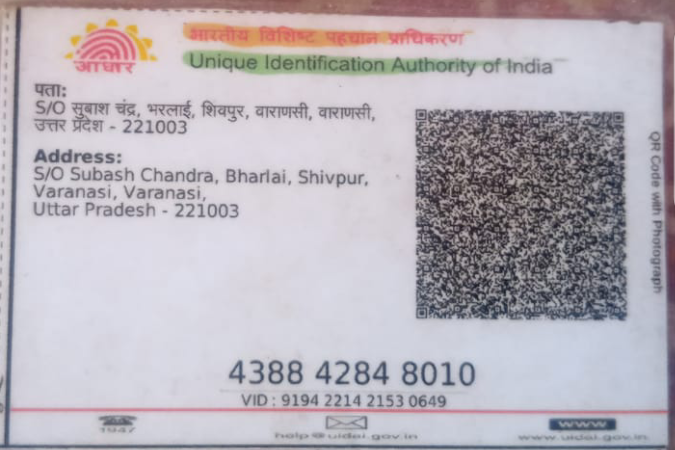 आधार
भारतीय विशिष्ट पहचान प्राधिकरण
Unique Identification Authority of India
पता:
S/O सुबाश चंद्र, भरलाई, शिवपुर, वाराणसी, वाराणसी,
उत्तर प्रदेश - 221003
Address:
S/O Subash Chandra, Bharlai, Shivpur,
Varanasi, Varanasi,
Uttar Pradesh - 221003
QR Code with Photograph
4388 4284 8010
VID : 9194 2214 2153 0649
1947
help@uidai.gov.in
www
www.uidai.gov.in